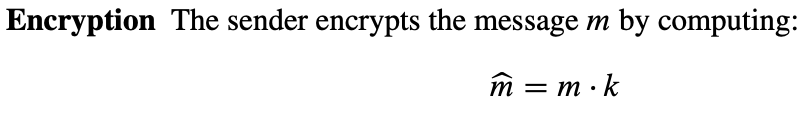 Encryption The sender encrypts the message m by computing:
m̂ = m · k